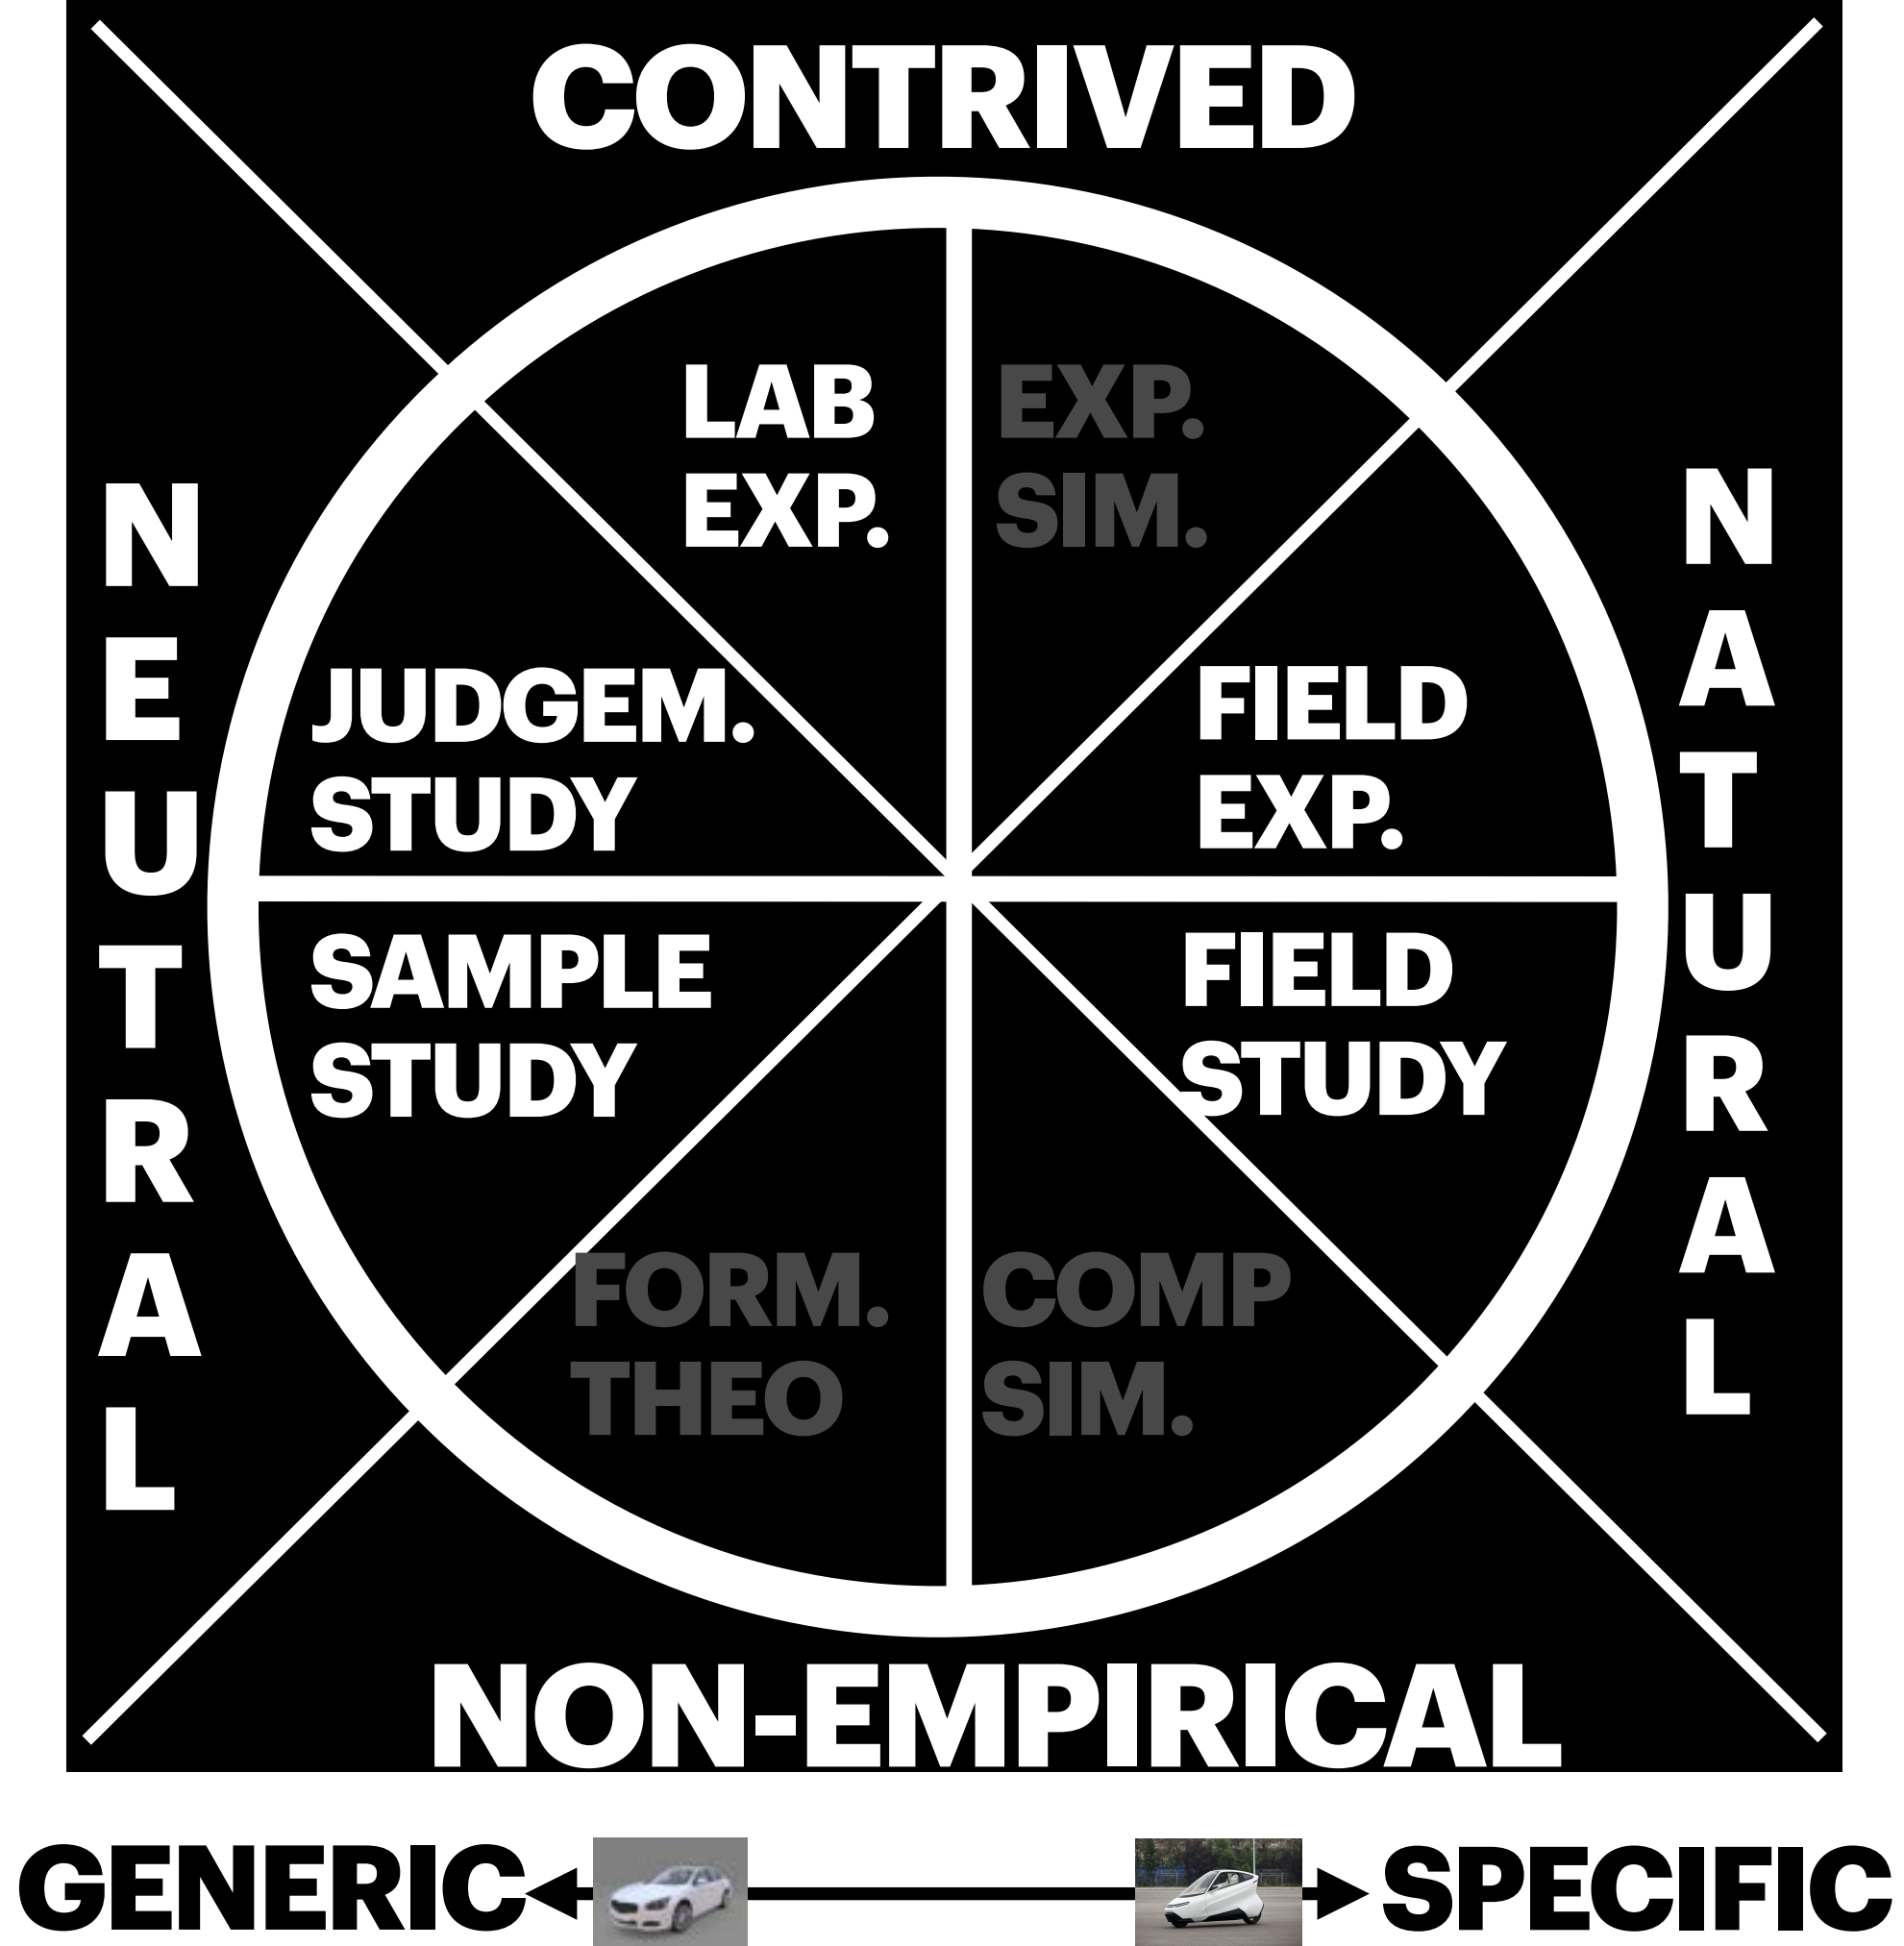 CONTRIVED
LAB
EXP.
EXP.
SIM.
NEUTRAL
NATURAL
JUDGEM.
STUDY
FIELD
EXP.
SAMPLE
STUDY
FIELD
STUDY
FORM.
THEO
COMP
SIM.
NON-EMPIRICAL
GENERIC
SPECIFIC